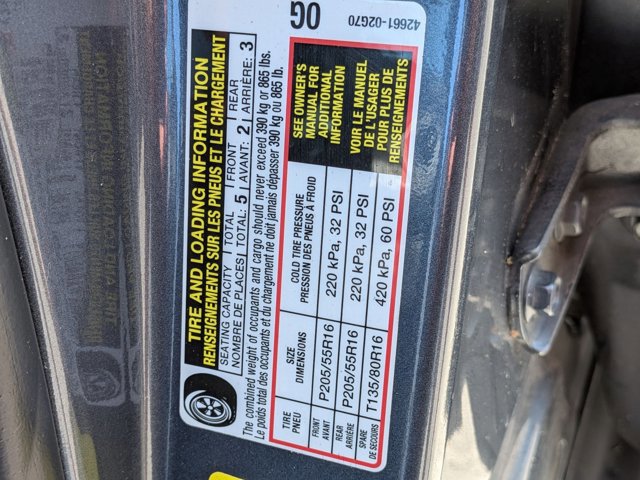 TIRE AND LOADING INFORMATION
RENSEIGNEMENTS SUR LES PNEUS ET LE CHARGEMENT
SEATING CAPACITY | TOTAL | FRONT | REAR
NOMBRE DE PLACES | TOTAL: 5 | AVANT: 2 | ARRIÈRE: 3
The combined weight of occupants and cargo should never exceed 390 kg or 865 lbs.
Le poids total des occupants et du chargement ne doit jamais dépasser 390 kg ou 865 lb.
TIRE
PNEU
SIZE
DIMENSIONS
COLD TIRE PRESSURE
PRESSION DES PNEUS À FROID
FRONT
AVANT
P205/55R16
220 kPa, 32 PSI
REAR
ARRIÈRE
P205/55R16
220 kPa, 32 PSI
SPARE
DE SECOURS
T135/80R16
420 kPa, 60 PSI
SEE OWNER'S
MANUAL FOR
ADDITIONAL
INFORMATION
VOIR LE MANUEL
DE L'USAGER
POUR PLUS DE
RENSEIGNEMENTS
OG
42661-02G70